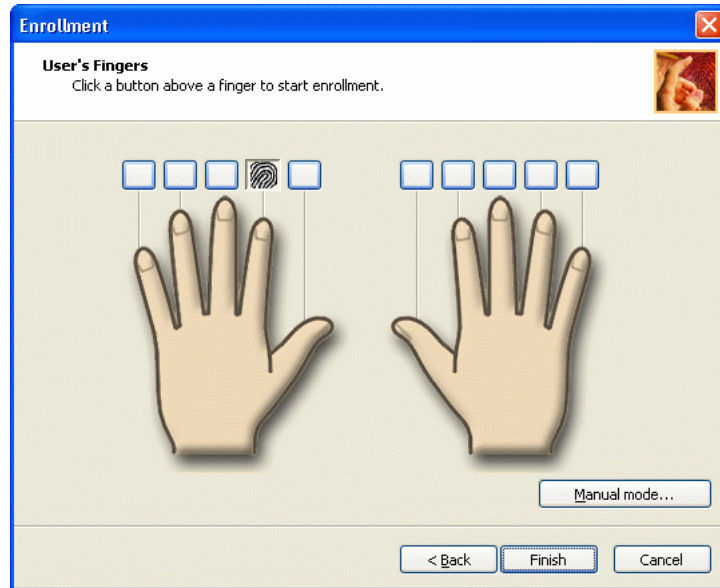 Enrollment
User's Fingers
Click a button above a finger to start enrollment.
Manual mode...
< Back
Finish
Cancel